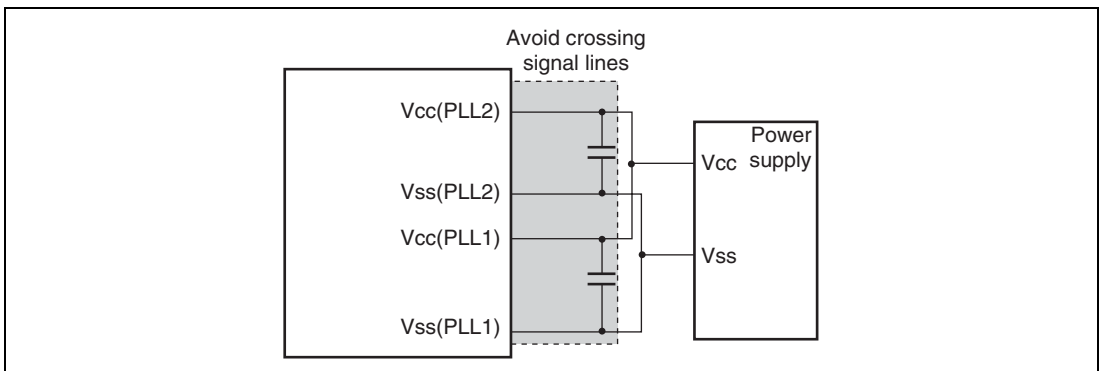 Avoid crossing
signal lines
Vcc(PLL2)
Vss(PLL2)
Vcc(PLL1)
Vss(PLL1)
Power
supply
Vcc
Vss